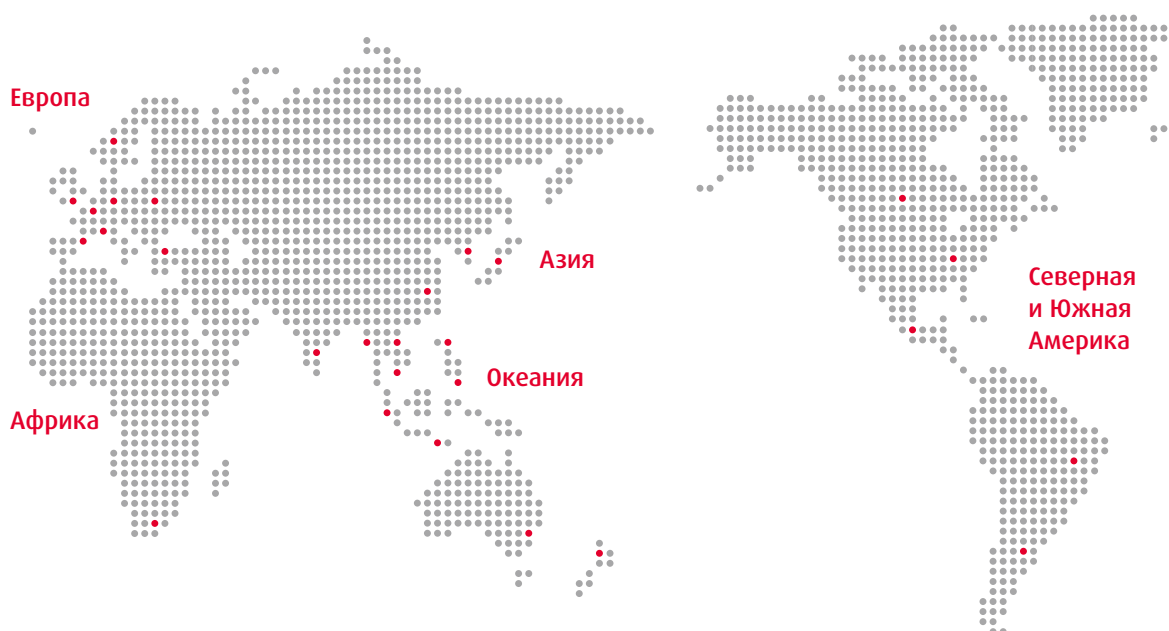 Европа
Азия
Северная
и Южная
Америка
Океания
Африка